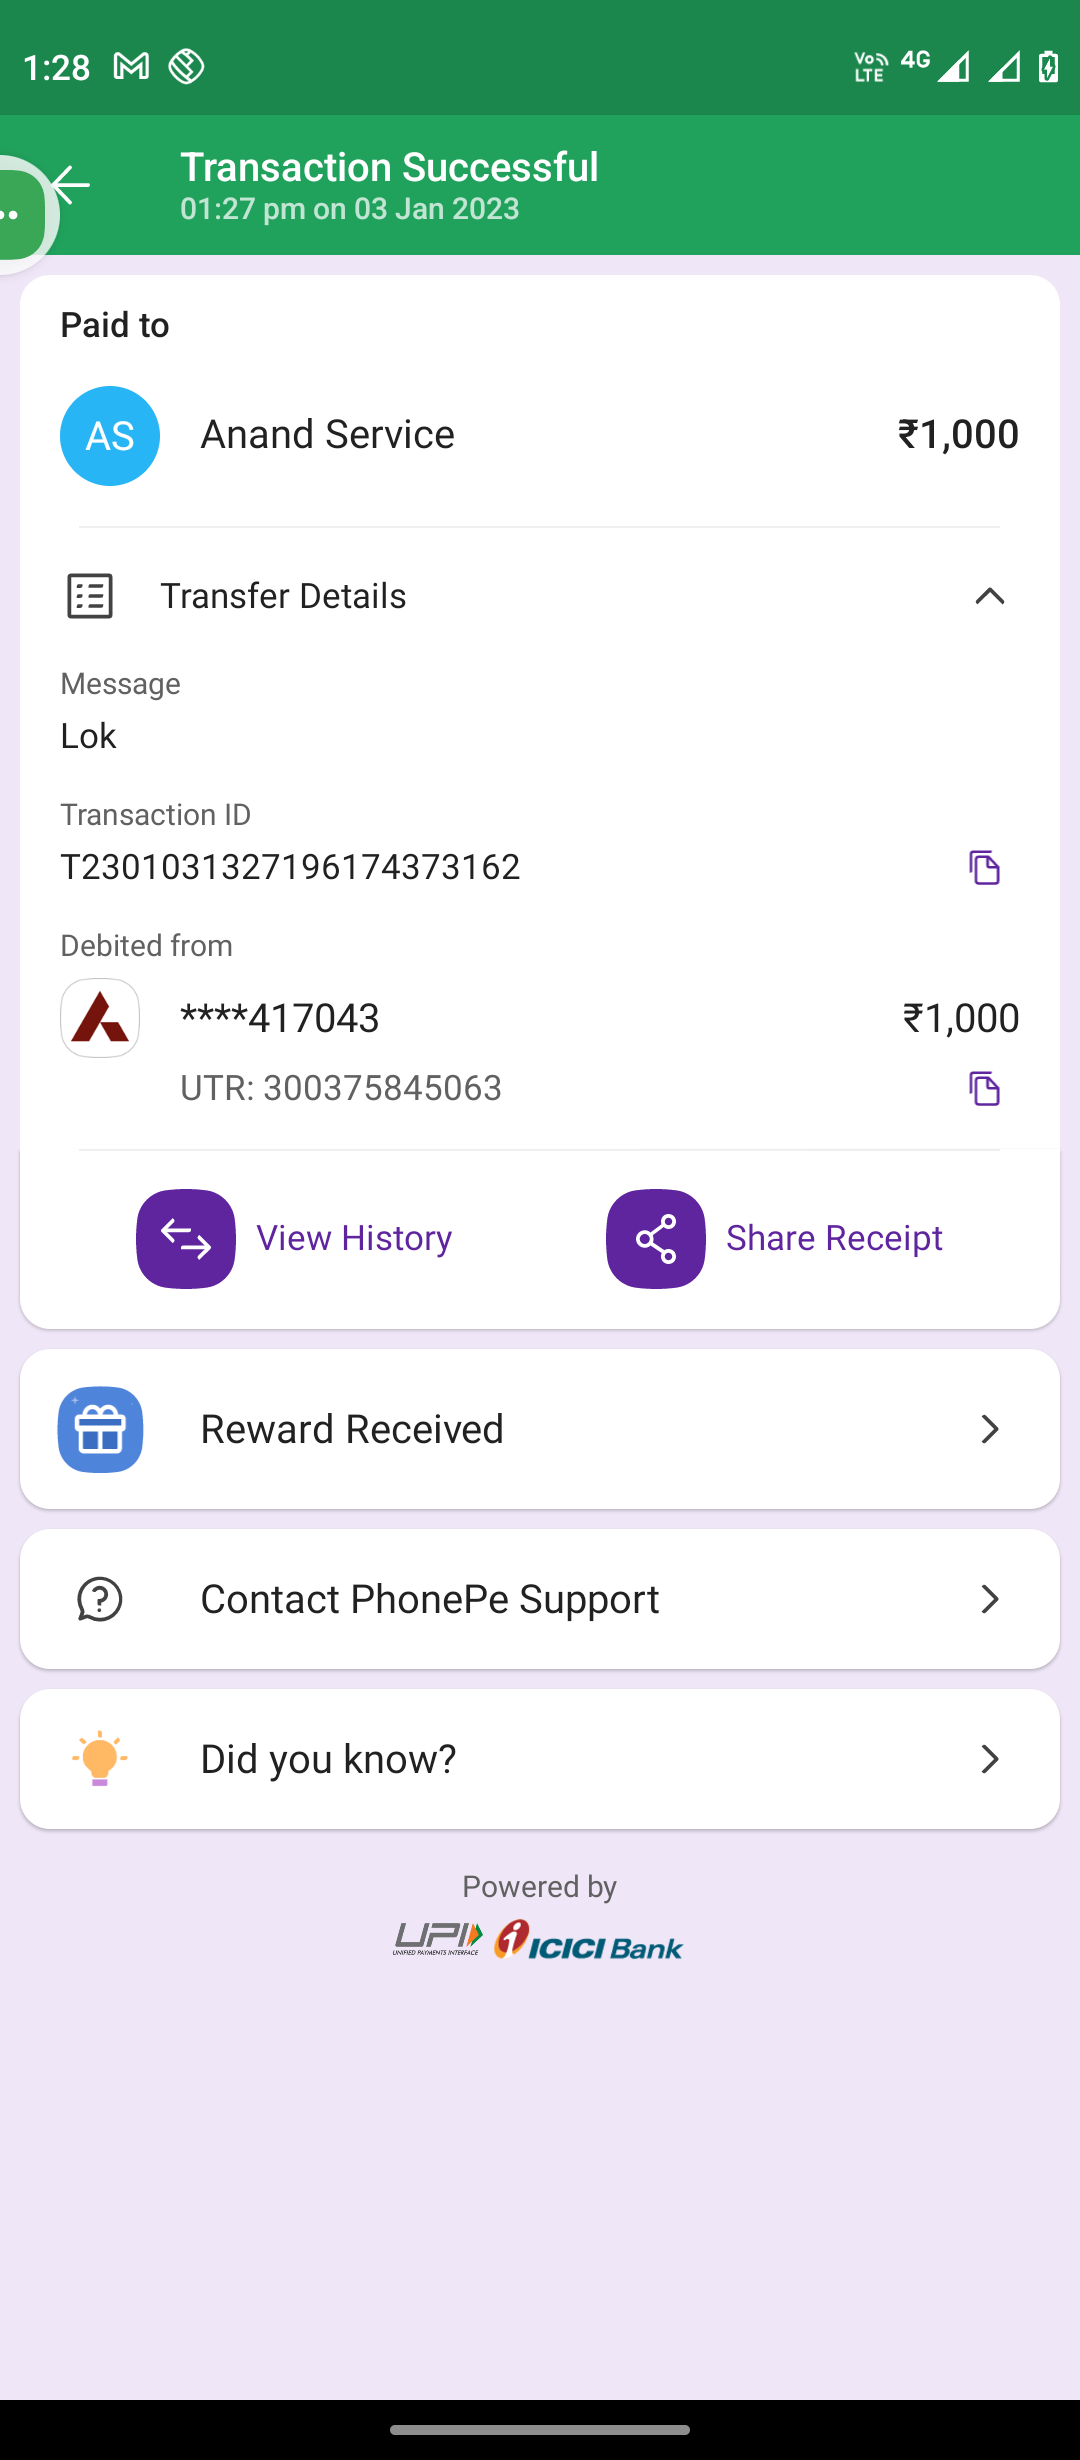 1:28
Vo
LTE
4G
Transaction Successful
01:27 pm on 03 Jan 2023
Paid to
AS
Anand Service
₹1,000
Transfer Details
Message
Lok
Transaction ID
T2301031327196174373162
Debited from
****417043
₹1,000
UTR: 300375845063
View History
Share Receipt
Reward Received
Contact PhonePe Support
Did you know?
Powered by
UPI
UNIFIED PAYMENTS INTERFACE
ICICI Bank